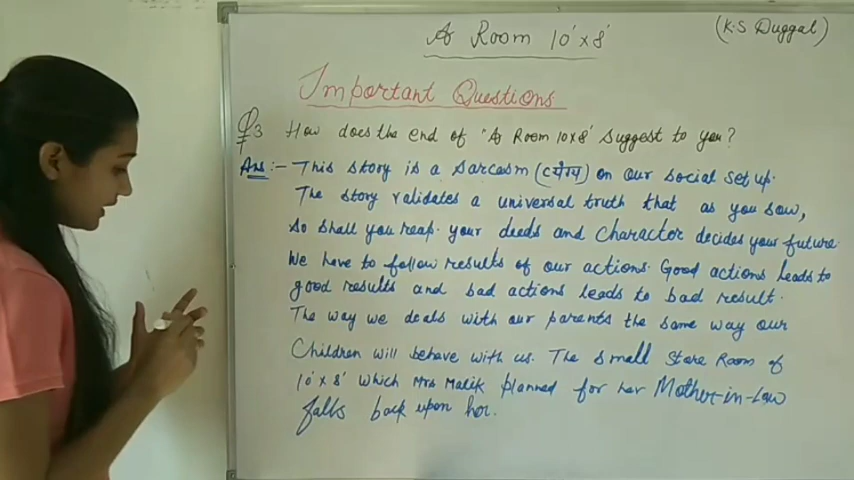 A Room 10'x8'
(K.S Duggal)
Important Questions
Q3 How does the end of "A Room 10x8' suggest to you?
Ans:- This story is a sarcasm (व्यंग्य) on our social set up.
The story validates a universal truth that as you sow,
so shall you reap. your deeds and Charactor decides your future.
We have to follow results of our actions. Good actions leads to
good results and bad actions leads to bad result.
The way we deals with our parents the same way our
Children will behave with us. The small Store Room of
10'x8' which Mrs Malik planned for her Mother-in-Law
falls back upon her.